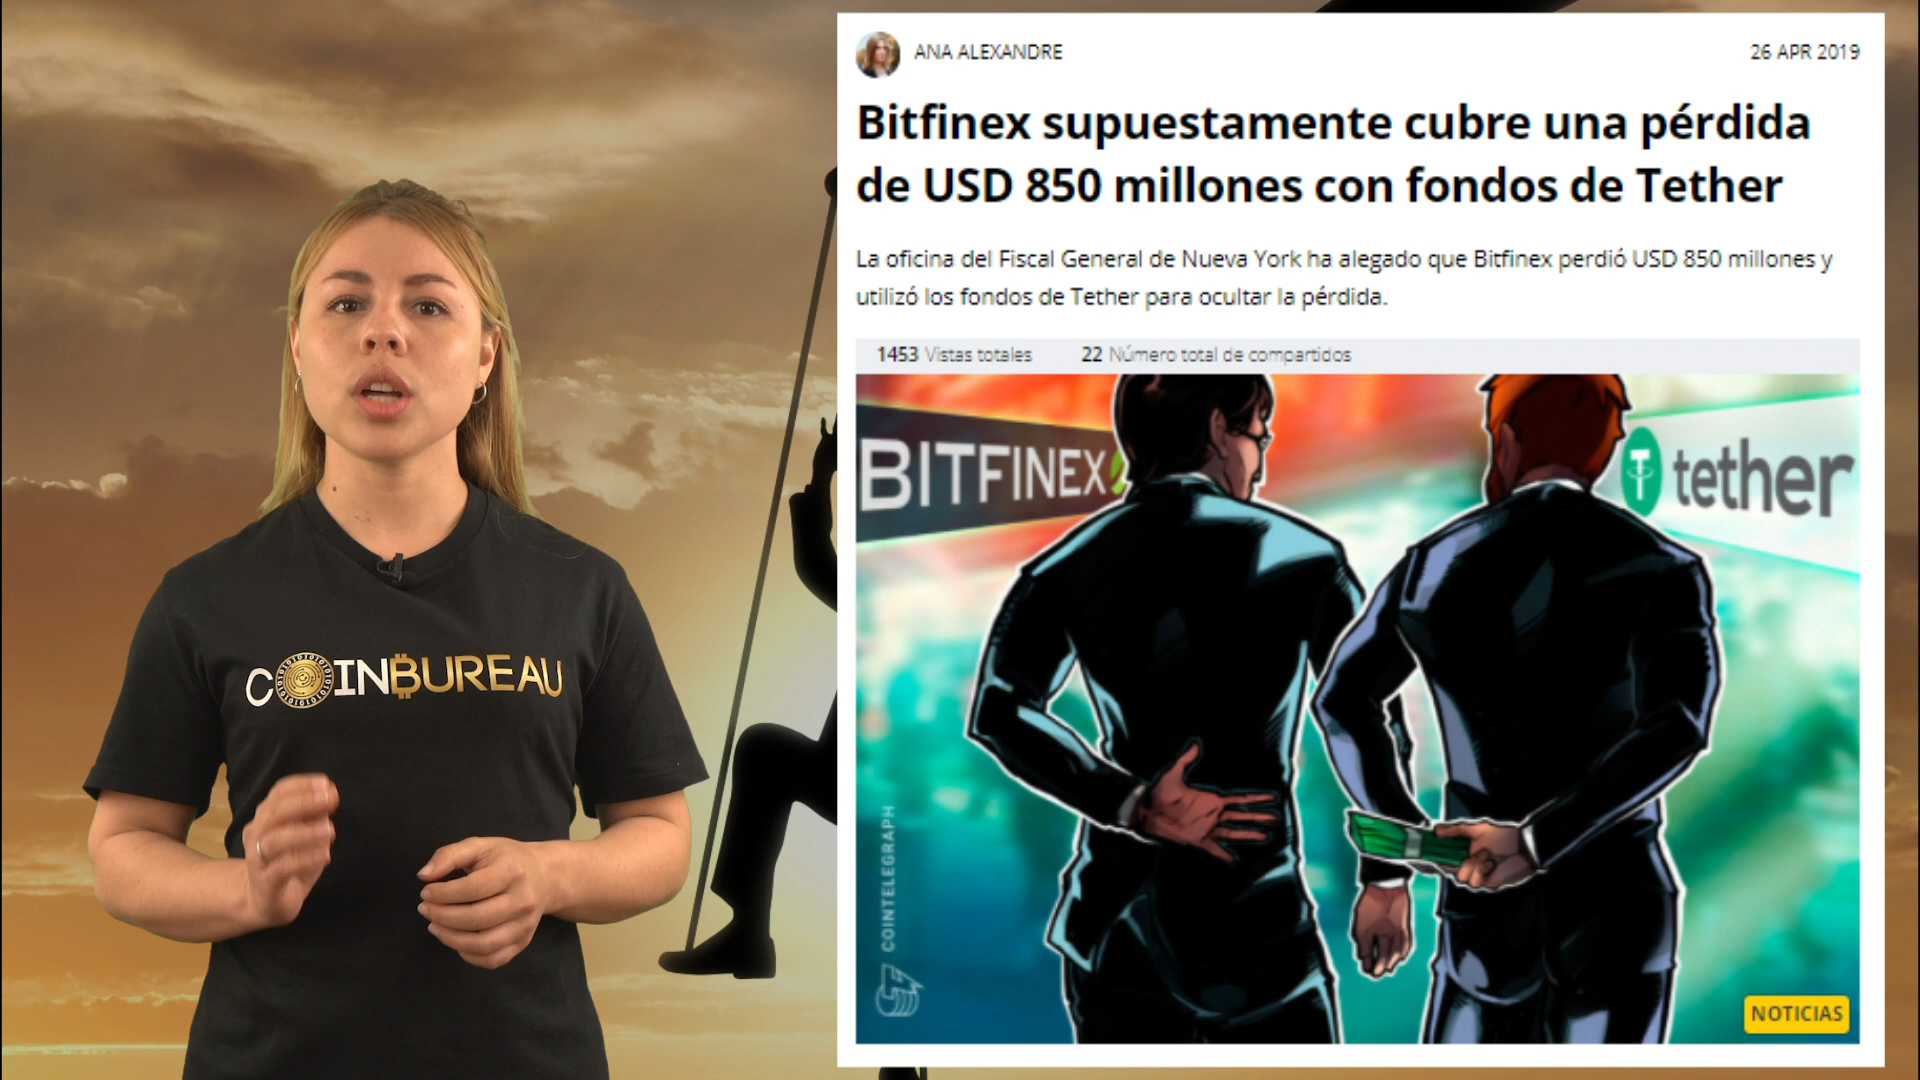 ANA ALEXANDRE
26 APR 2019
Bitfinex supuestamente cubre una pérdida
de USD 850 millones con fondos de Tether
La oficina del Fiscal General de Nueva York ha alegado que Bitfinex perdió USD 850 millones y
utilizó los fondos de Tether para ocultar la pérdida.
1453 Vistas totales 22 Número total de compartidos
BITFINEX
tether
COINBUREAU
COINTELEGRAPH
NOTICIAS